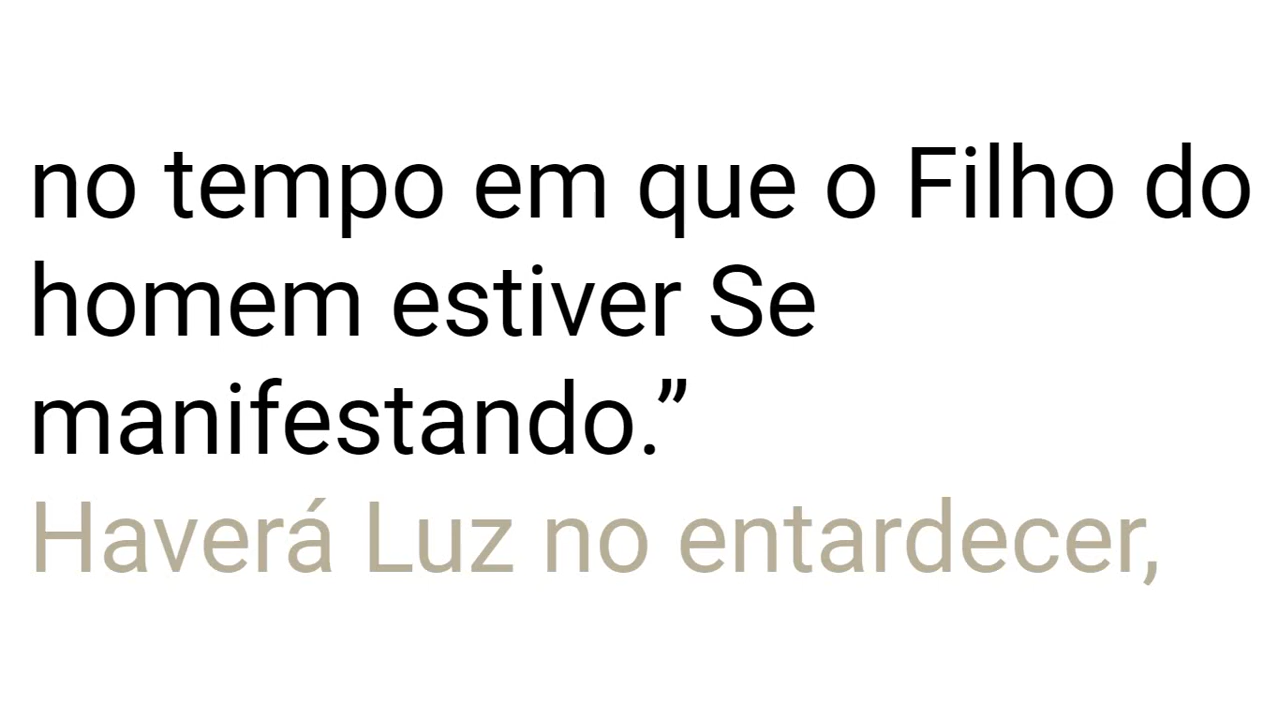 no tempo em que o Filho do
homem estiver Se
manifestando.”
Haverá Luz no entardecer,